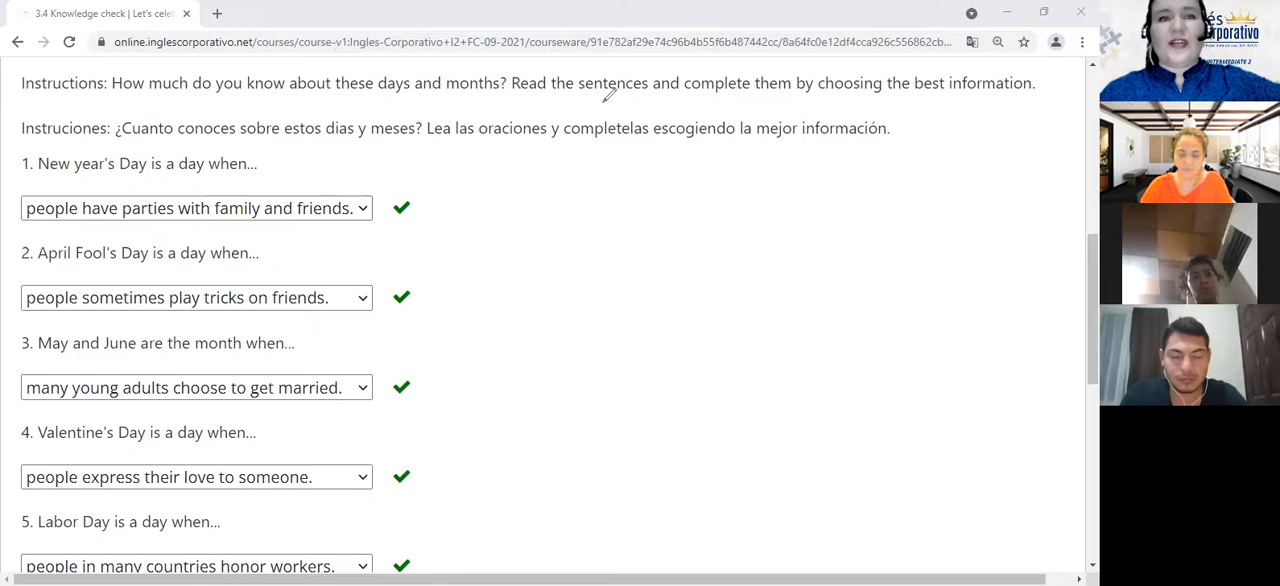 3.4 Knowledge check | Let's celeb
online.inglescorporativo.net/courses/course-v1:Ingles-Corporativo+I2+FC-09-2021/courseware/91e782af29e74c96b4b55f6b487442cc/8a64fc0e12df4cca926c556862cb...
Instructions: How much do you know about these days and months? Read the sentences and complete them by choosing the best information.
Instruciones: ¿Cuanto conoces sobre estos dias y meses? Lea las oraciones y completelas escogiendo la mejor información.
1. New year's Day is a day when...
people have parties with family and friends.
2. April Fool's Day is a day when...
people sometimes play tricks on friends.
3. May and June are the month when...
many young adults choose to get married.
4. Valentine's Day is a day when...
people express their love to someone.
5. Labor Day is a day when...
people in many countries honor workers.
INTERMEDIATE 2